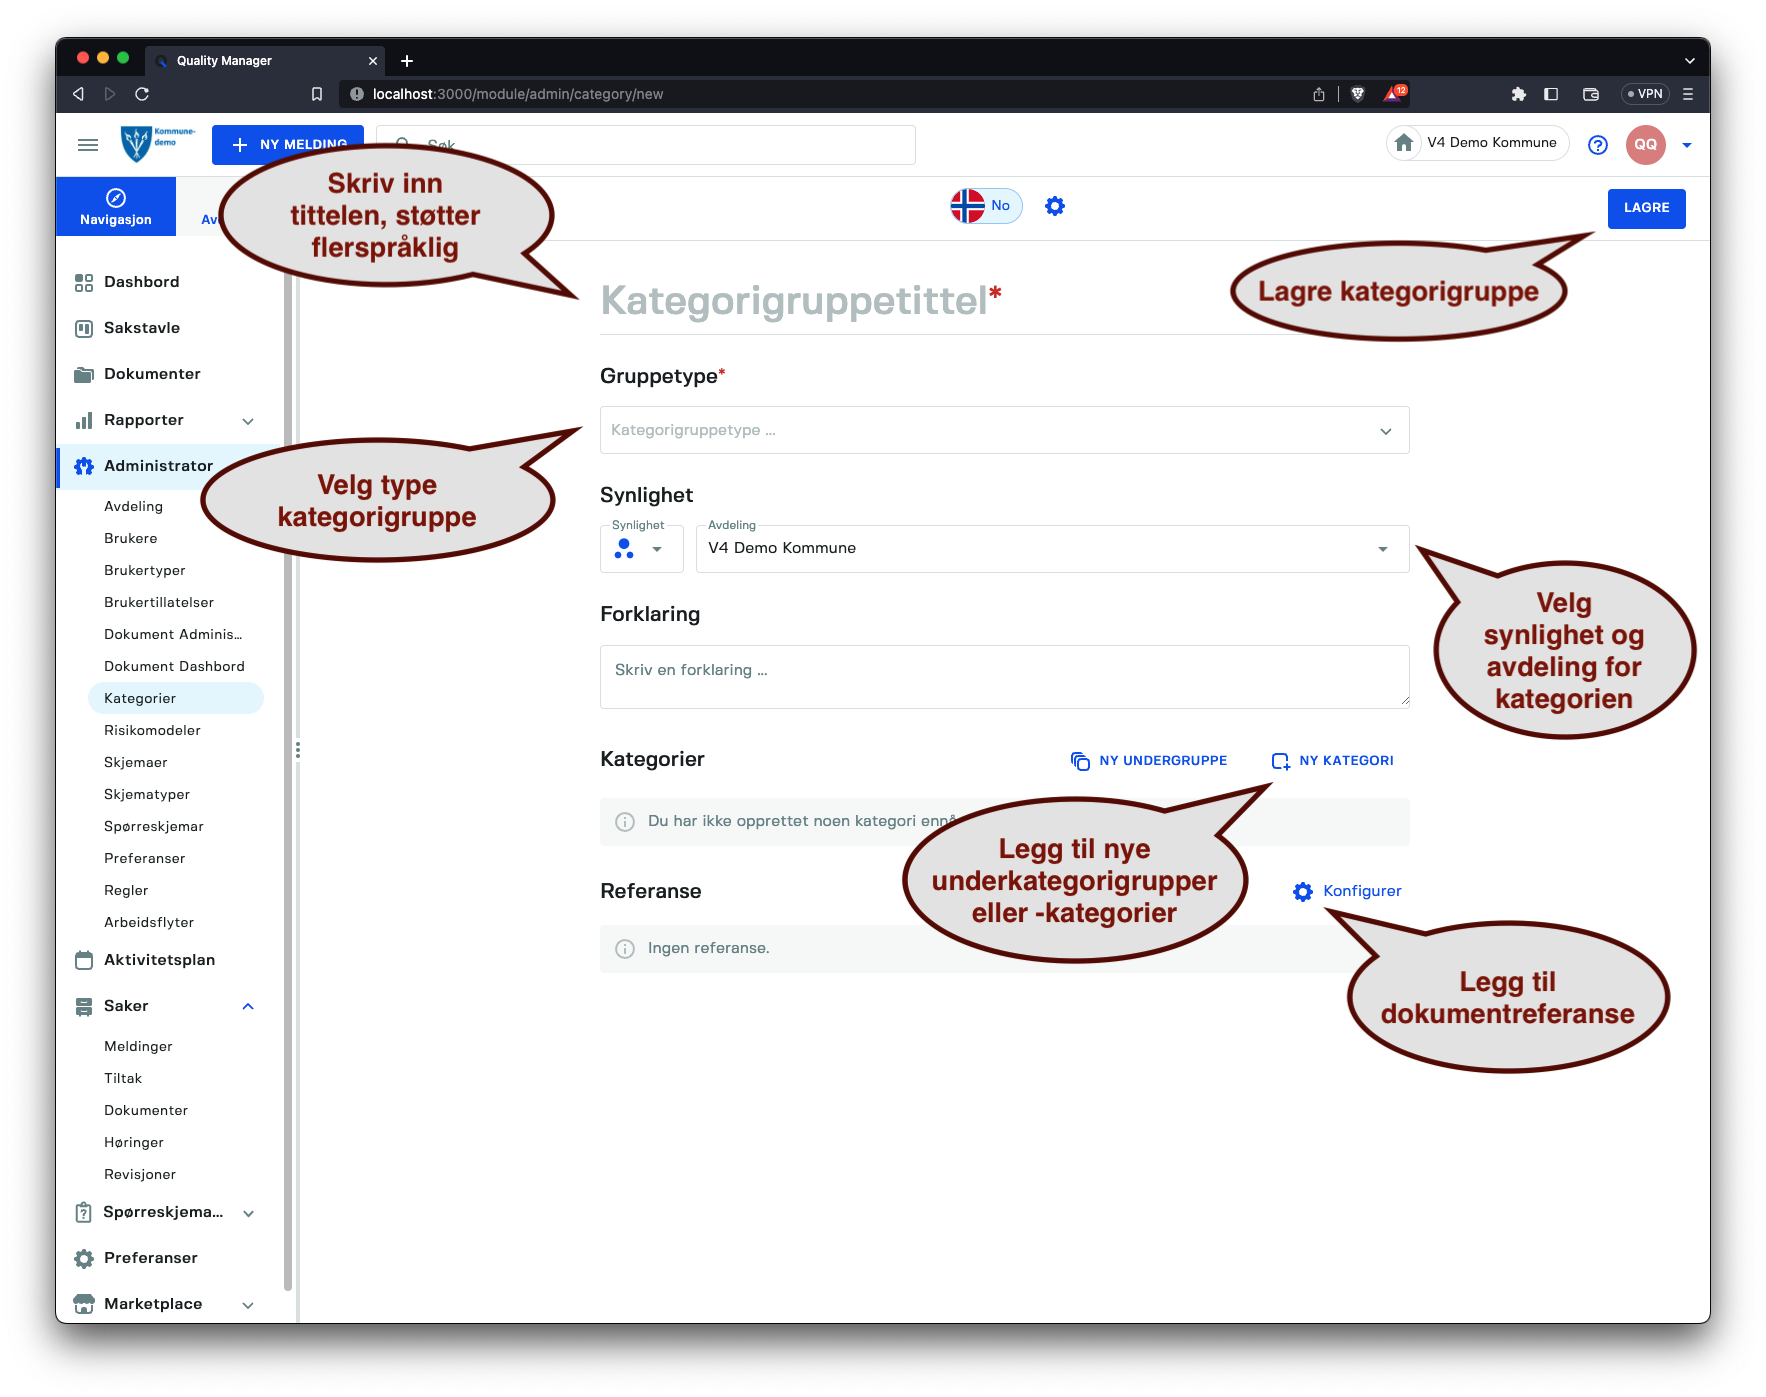 Quality Manager
localhost:3000/module/admin/category/new
12
VPN
Kommune-
demo
NY MELDING
Søk
V4 Demo Kommune
QQ
Navigasjon
No
LAGRE
Skriv inn
tittelen, støtter
flerspråklig
Lagre kategorigruppe
Dashbord
Sakstavle
Dokumenter
Rapporter
Administrator
Avdeling
Brukere
Brukertyper
Brukertillatelser
Dokument Adminis...
Dokument Dashbord
Kategorier
Risikomodeler
Skjemaer
Skjematyper
Spørreskjemar
Preferanser
Regler
Arbeidsflyter
Aktivitetsplan
Saker
Meldinger
Tiltak
Dokumenter
Høringer
Revisjoner
Spørreskjema...
Preferanser
Marketplace
Kategorigruppetittel*
Gruppetype*
Kategorigruppetype ...
Velg type
kategorigruppe
Synlighet
Synlighet
Avdeling
V4 Demo Kommune
Velg
synlighet og
avdeling for
kategorien
Forklaring
Skriv en forklaring ...
Kategorier
NY UNDERGRUPPE
NY KATEGORI
Du har ikke opprettet noen kategori
Legg til nye
underkategorigrupper
eller -kategorier
Referanse
Konfigurer
Ingen referanse.
Legg til
dokumentreferanse